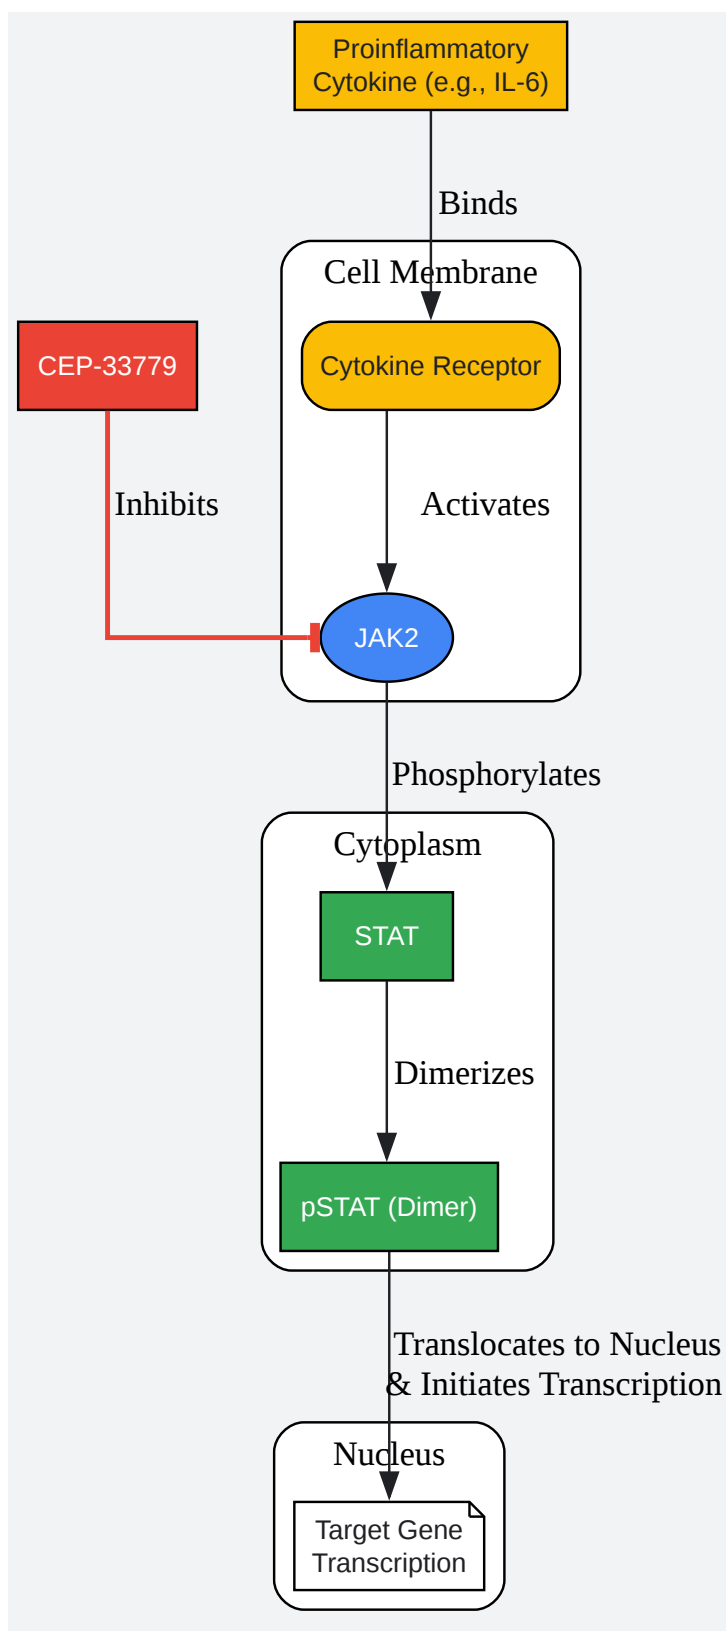 Proinflammatory
Cytokine (e.g., IL-6)
Binds
Cell Membrane
CEP-33779
Cytokine Receptor
Inhibits
Activates
JAK2
Phosphorylates
Cytoplasm
STAT
Dimerizes
pSTAT (Dimer)
Translocates to Nucleus
& Initiates Transcription
Nucleus
Target Gene
Transcription